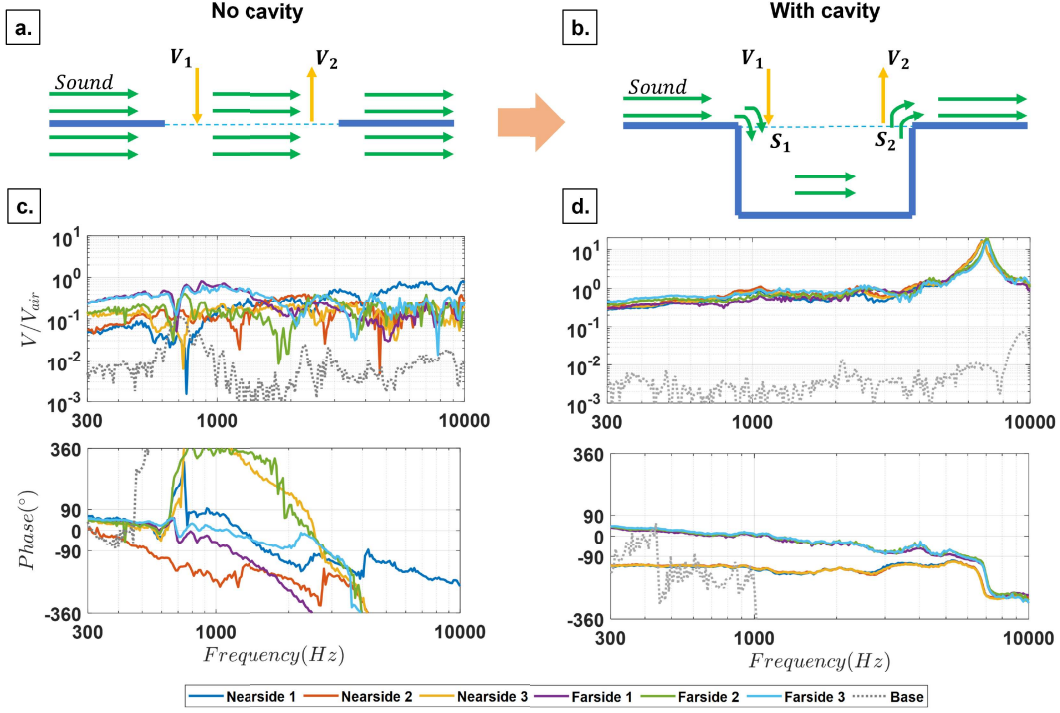 No cavity
With cavity
a.
b.
Sound
V1
V2
Sound
V1
V2
S1
S2
c.
d.
V/Vair
10^1
10^0
10^-1
10^-2
10^-3
300
1000
10000
10^1
10^0
10^-1
10^-2
10^-3
300
1000
10000
Phase(°)
360
90
0
-90
-360
300
1000
10000
Frequency(Hz)
360
90
0
-90
-360
300
1000
10000
Frequency(Hz)
Nearside 1 Nearside 2 Nearside 3 Farside 1 Farside 2 Farside 3 Base